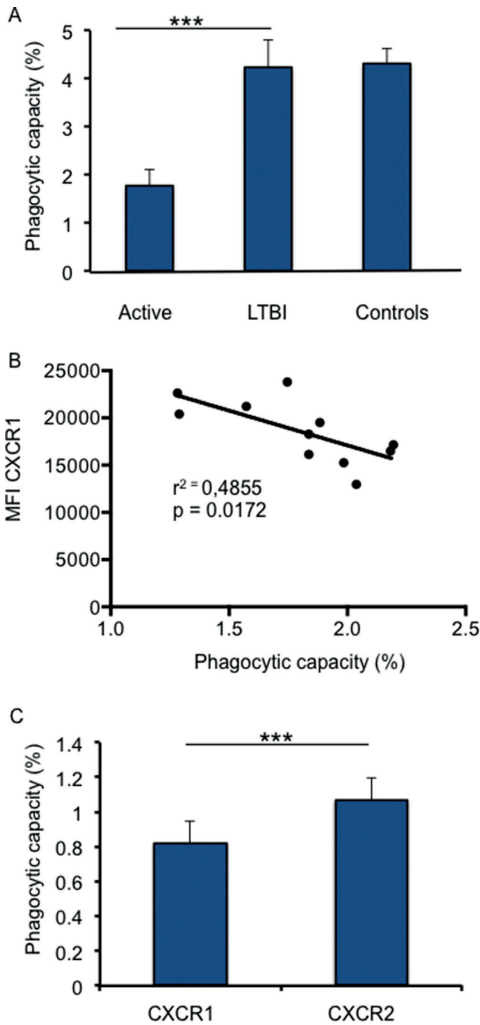 A
***
Phagocytic capacity (%)
5
4
3
2
1
0
Active LTBI Controls
B
MFI CXCR1
25000
20000
15000
10000
5000
0
r² = 0,4855
p = 0.0172
1.0 1.5 2.0 2.5
Phagocytic capacity (%)
C
***
Phagocytic capacity (%)
1.4
1.2
1
0.8
0.6
0.4
0.2
0
CXCR1 CXCR2